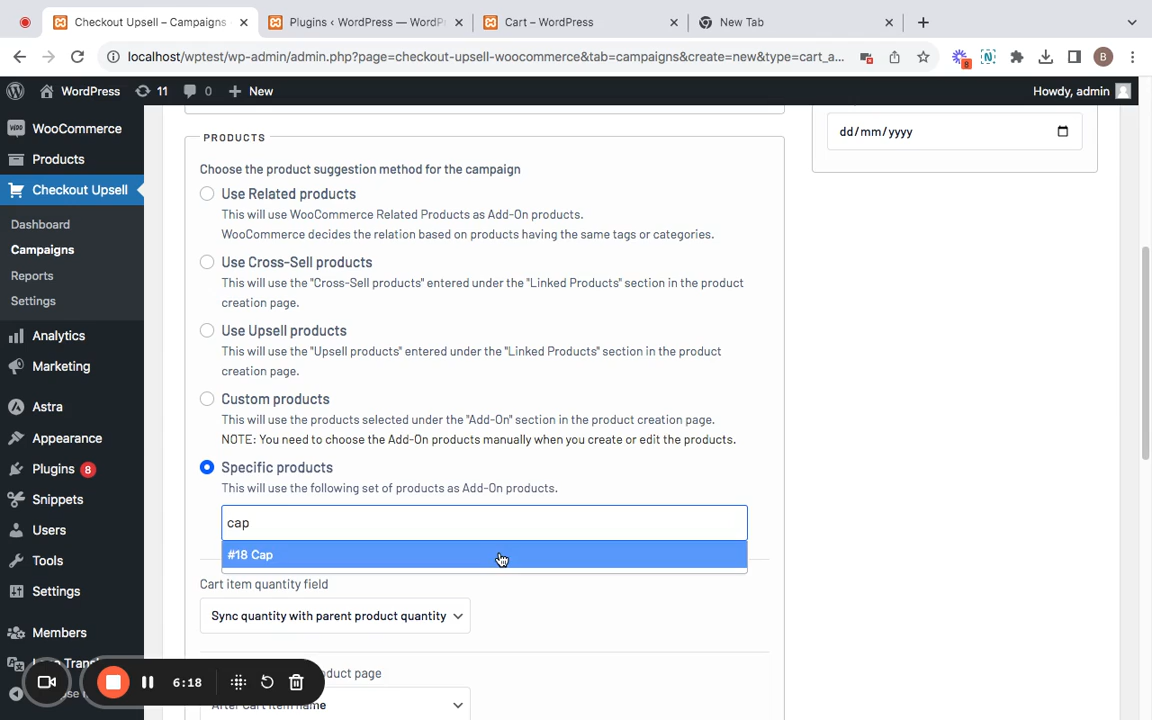 Checkout Upsell – Campaigns
Plugins ‹ WordPress — WordPr
Cart – WordPress
New Tab
localhost/wptest/wp-admin/admin.php?page=checkout-upsell-woocommerce&tab=campaigns&create=new&type=cart_a...
8
B
WordPress
11
0
New
Howdy, admin
WooCommerce
Products
Checkout Upsell
Dashboard
Campaigns
Reports
Settings
Analytics
Marketing
Astra
Appearance
Plugins 8
Snippets
Users
Tools
Settings
Members
6:18
PRODUCTS
Choose the product suggestion method for the campaign
Use Related products
This will use WooCommerce Related Products as Add-On products.
WooCommerce decides the relation based on products having the same tags or categories.
Use Cross-Sell products
This will use the "Cross-Sell products" entered under the "Linked Products" section in the product
creation page.
Use Upsell products
This will use the "Upsell products" entered under the "Linked Products" section in the product
creation page.
Custom products
This will use the products selected under the "Add-On" section in the product creation page.
NOTE: You need to choose the Add-On products manually when you create or edit the products.
Specific products
This will use the following set of products as Add-On products.
cap
#18 Cap
Cart item quantity field
Sync quantity with parent product quantity
duct page
After Cart item name
dd/mm/yyyy